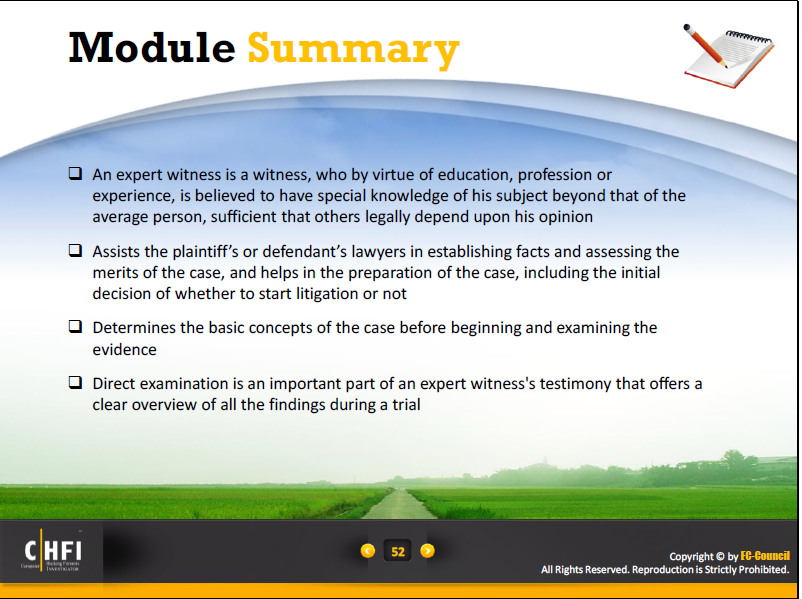 Module Summary
❑ An expert witness is a witness, who by virtue of education, profession or
experience, is believed to have special knowledge of his subject beyond that of the
average person, sufficient that others legally depend upon his opinion
❑ Assists the plaintiff’s or defendant’s lawyers in establishing facts and assessing the
merits of the case, and helps in the preparation of the case, including the initial
decision of whether to start litigation or not
❑ Determines the basic concepts of the case before beginning and examining the
evidence
❑ Direct examination is an important part of an expert witness's testimony that offers a
clear overview of all the findings during a trial
CHFI
Computer Hacking Forensic
INVESTIGATOR
52
Copyright © by EC-Council
All Rights Reserved. Reproduction is Strictly Prohibited.